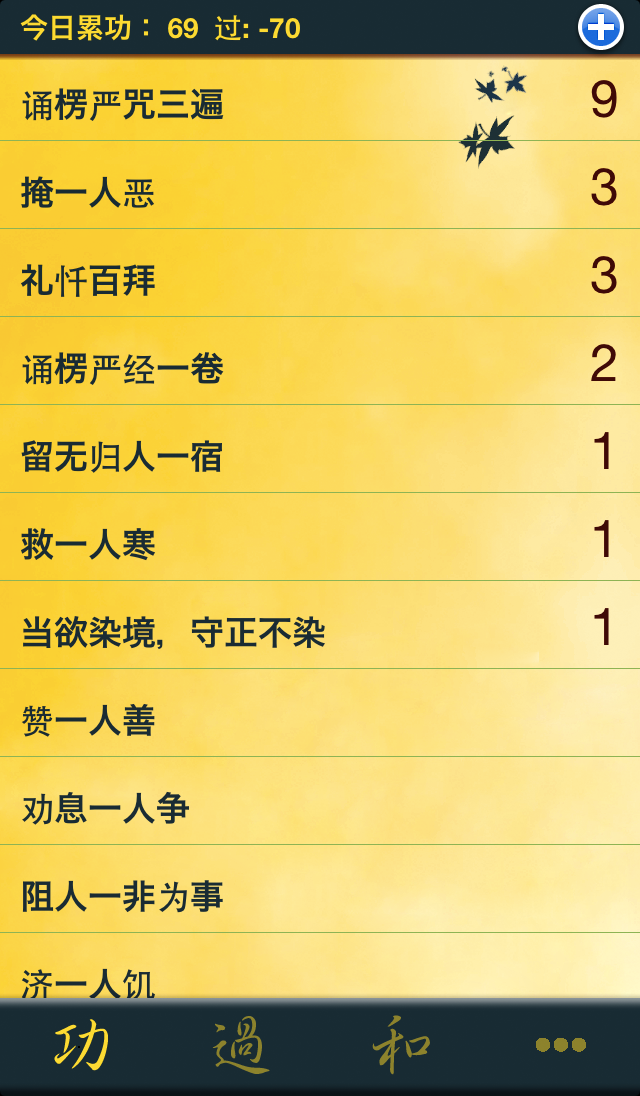 今日累功： 69 过: -70
诵楞严咒三遍 9
掩一人恶 3
礼忏百拜 3
诵楞严经一卷 2
留无归人一宿 1
救一人寒 1
当欲染境，守正不染 1
赞一人善
劝息一人争
阻人一非为事
济一人饥
功 過 和